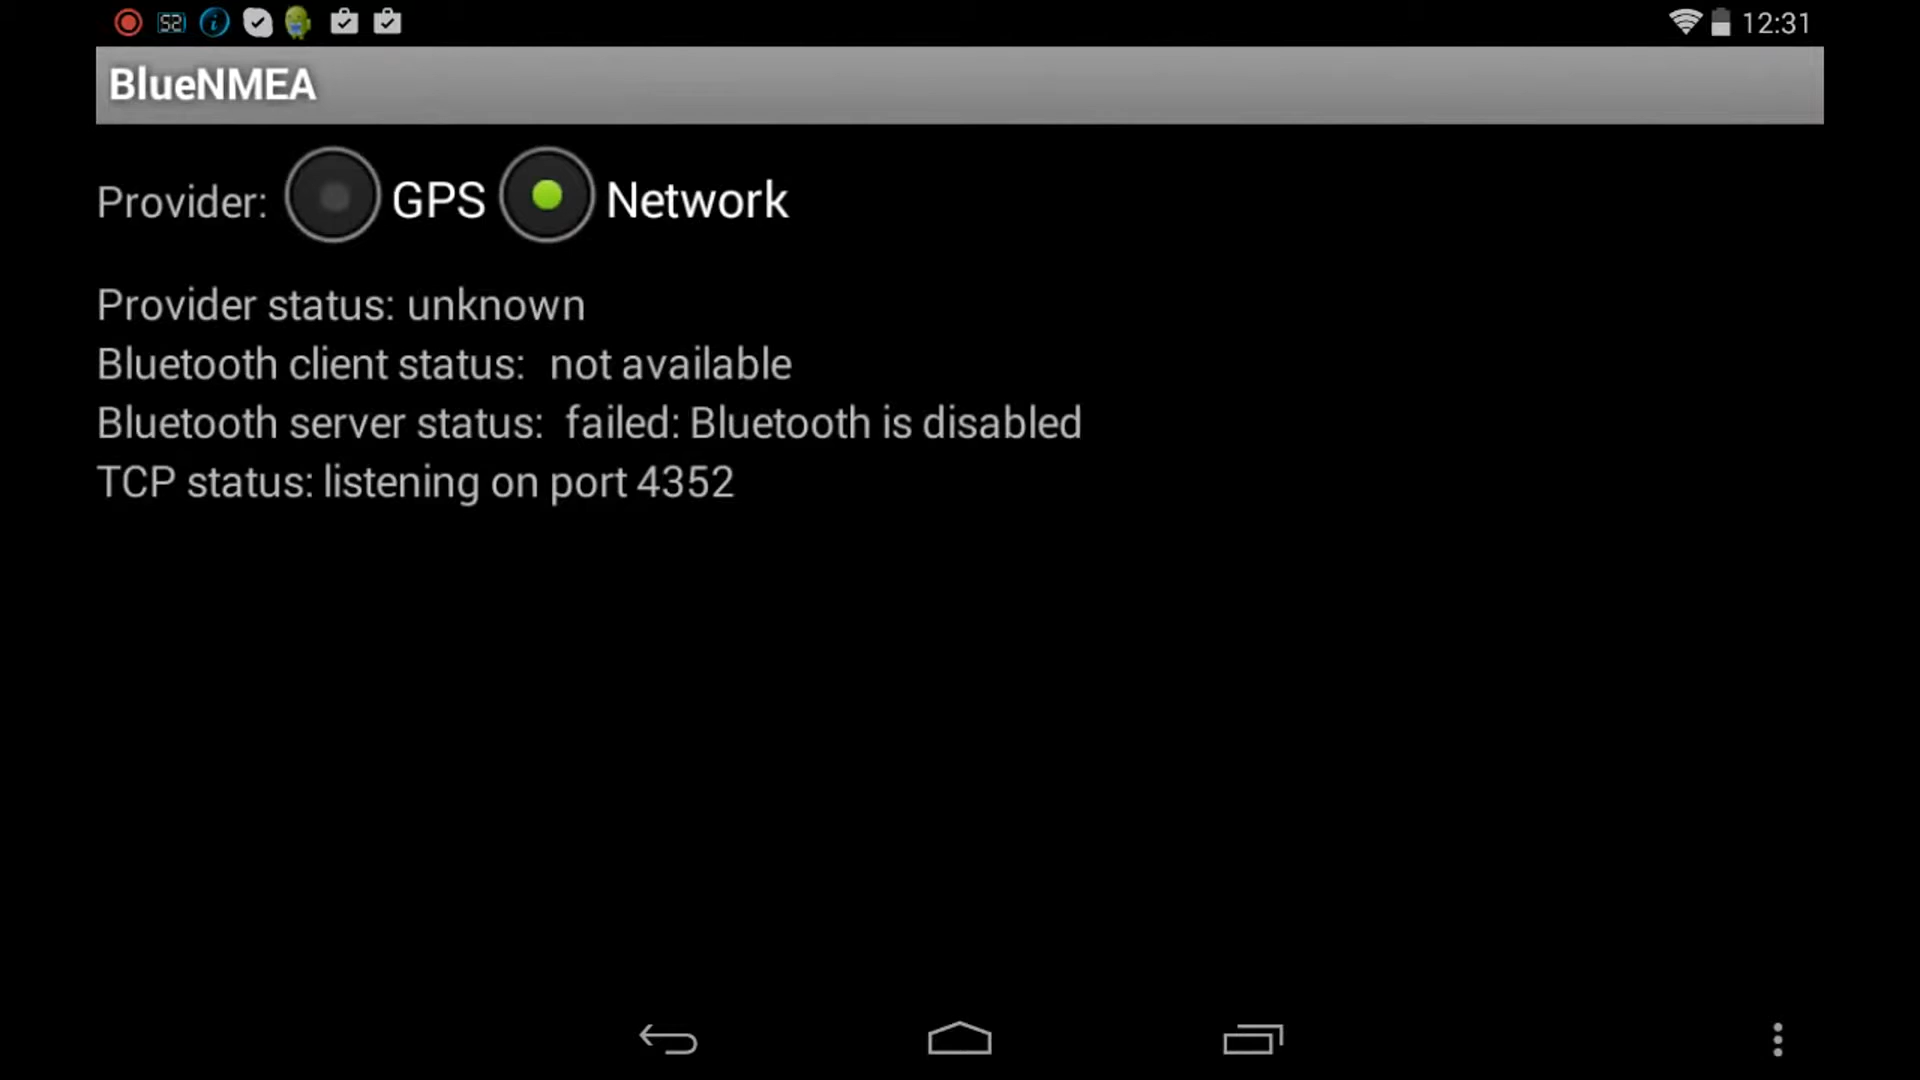 52 12:31
BlueNMEA
Provider: GPS Network
Provider status: unknown
Bluetooth client status: not available
Bluetooth server status: failed: Bluetooth is disabled
TCP status: listening on port 4352